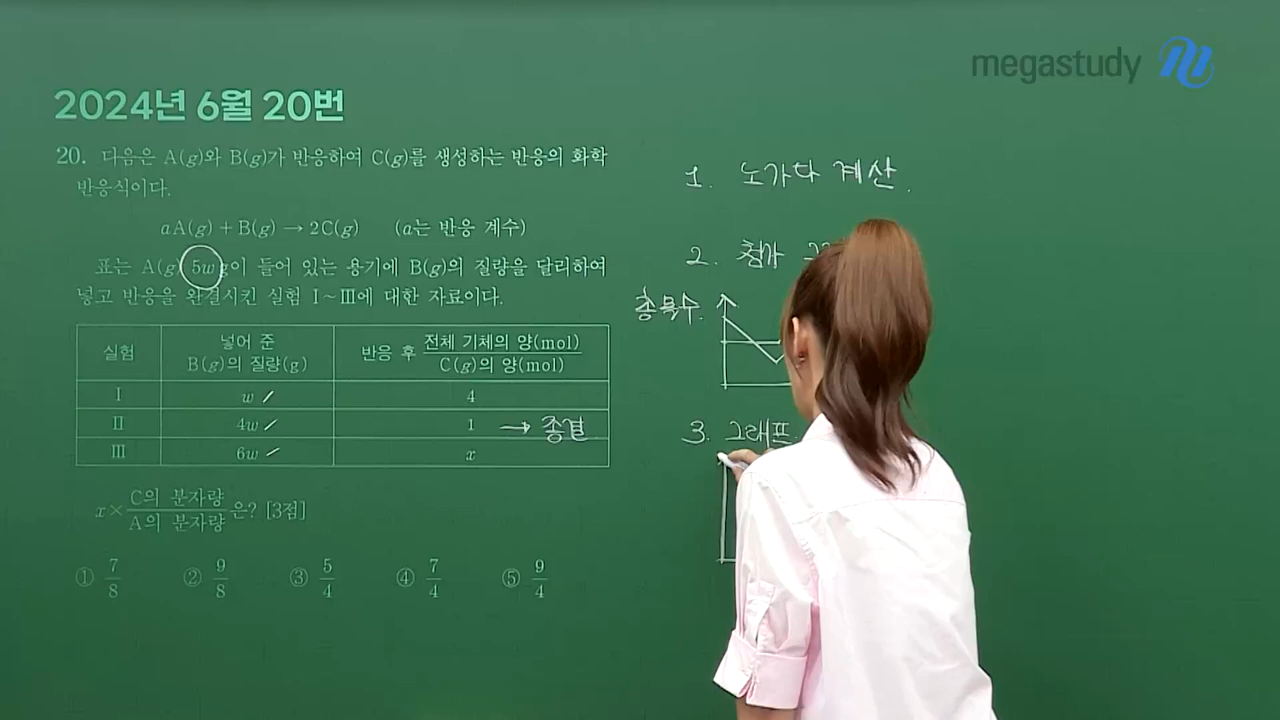 megastudy
2024년 6월 20번
20. 다음은 A(g)와 B(g)가 반응하여 C(g)를 생성하는 반응의 화학
반응식이다.
aA(g) + B(g) → 2C(g) (a는 반응 계수)
표는 A(g) 5w g이 들어 있는 용기에 B(g)의 질량을 달리하여
넣고 반응을 완결시킨 실험 Ⅰ~Ⅲ에 대한 자료이다.
실험 넣어 준 B(g)의 질량(g) 반응 후 전체 기체의 양(mol) / C(g)의 양(mol)
Ⅰ w 4
Ⅱ 4w 1 → 종결
Ⅲ 6w x
x × C의 분자량 / A의 분자량 은? [3점]
① 7/8 ② 9/8 ③ 5/4 ④ 7/4 ⑤ 9/4
1. 노가다 계산.
2. 첨가
총 몰수
3. 그래프